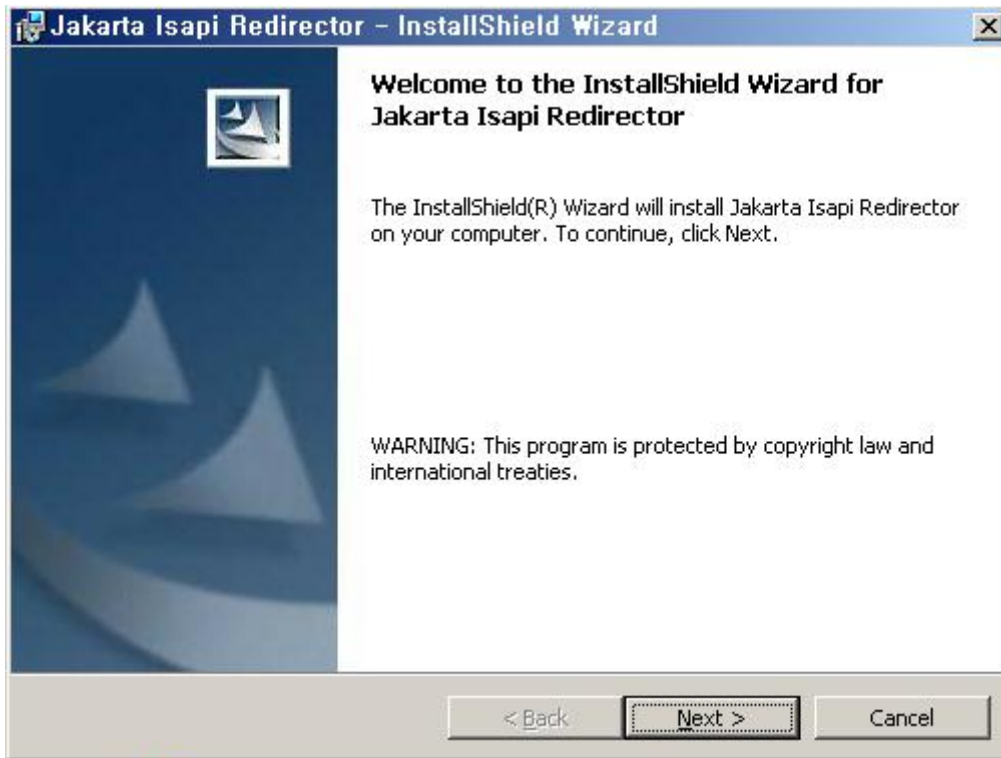 Jakarta Isapi Redirector - InstallShield Wizard
Welcome to the InstallShield Wizard for
Jakarta Isapi Redirector
The InstallShield(R) Wizard will install Jakarta Isapi Redirector
on your computer. To continue, click Next.
WARNING: This program is protected by copyright law and
international treaties.
< Back
Next >
Cancel